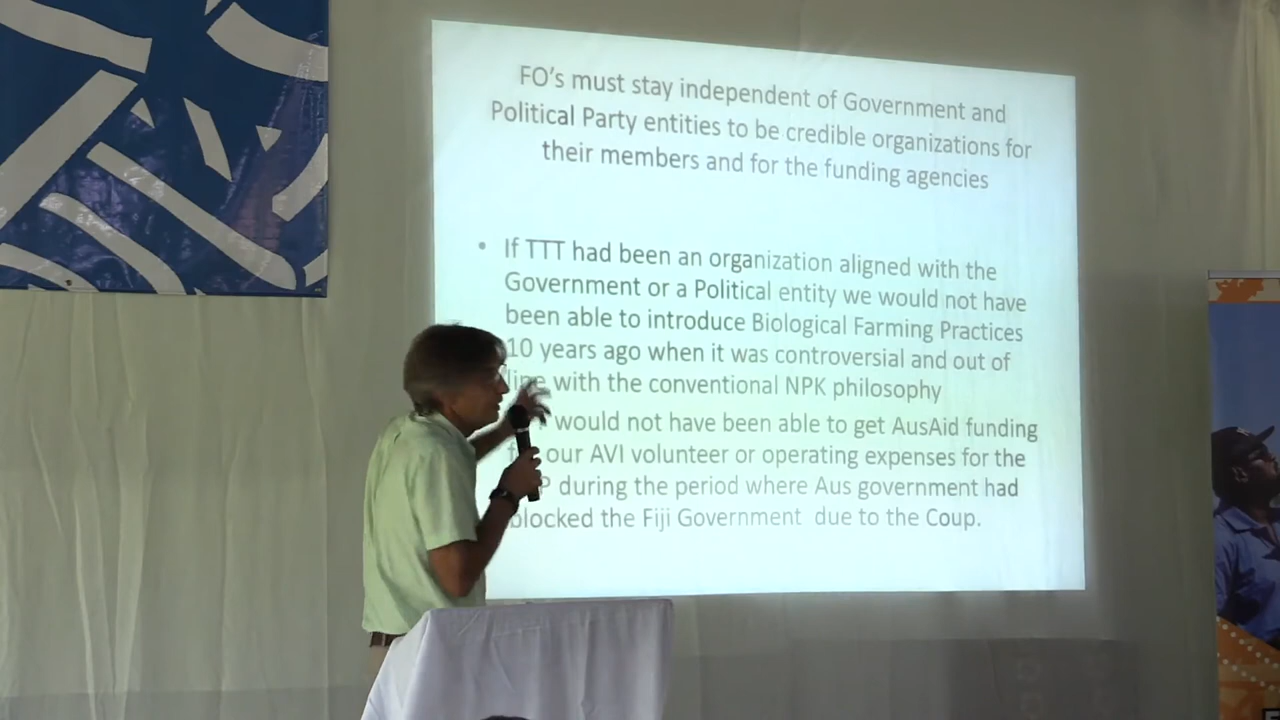 FO's must stay independent of Government and
Political Party entities to be credible organizations for
their members and for the funding agencies
• If TTT had been an organization aligned with the
Government or a Political entity we would not have
been able to introduce Biological Farming Practices
10 years ago when it was controversial and out of
line with the conventional NPK philosophy
would not have been able to get AusAid funding
our AVI volunteer or operating expenses for the
during the period where Aus government had
blocked the Fiji Government due to the Coup.